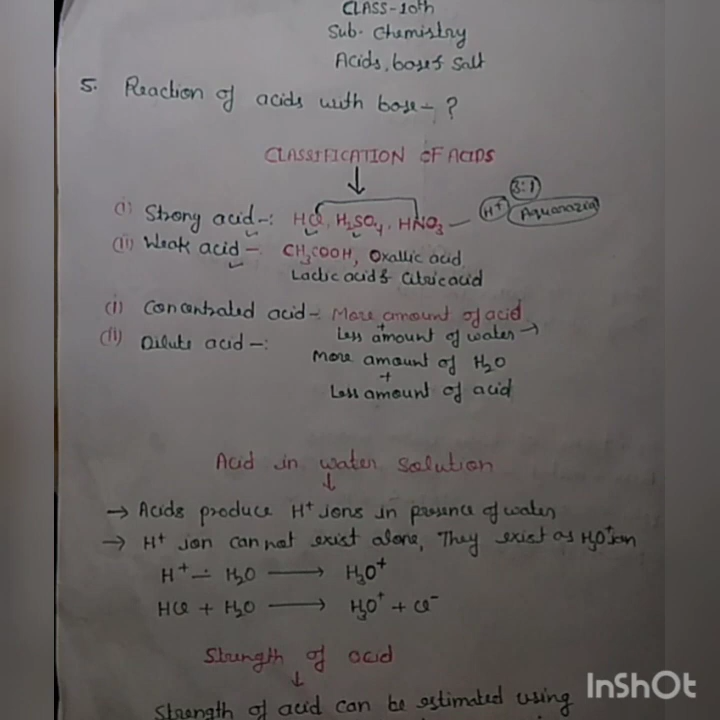 CLASS-10th
Sub- Chemistry
Acids, bases Salt
5. Reaction of acids with base- ?
CLASSIFICATION OF ACIDS
(i) Strong acid-: HCl, H2SO4, HNO3 — H+ 3:1
(ii) Weak acid-. CH3COOH, Oxallic acid
Lactic acid & Citric acid
(i) Concentrated acid-: More amount of acid
+
Less amount of water →
(ii) Dilute acid-:
More amount of H2O
+
Less amount of acid
Acid in water solution
↓
→ Acids produce H+ ions in presence of water
→ H+ ion can not exist alone, They exist as H3O+ ion
H+ - H2O ⟶ H3O+
HCl + H2O ⟶ H3O+ + Cl-
Strength of acid
↓
Strength of acid can be estimated using
InShOt